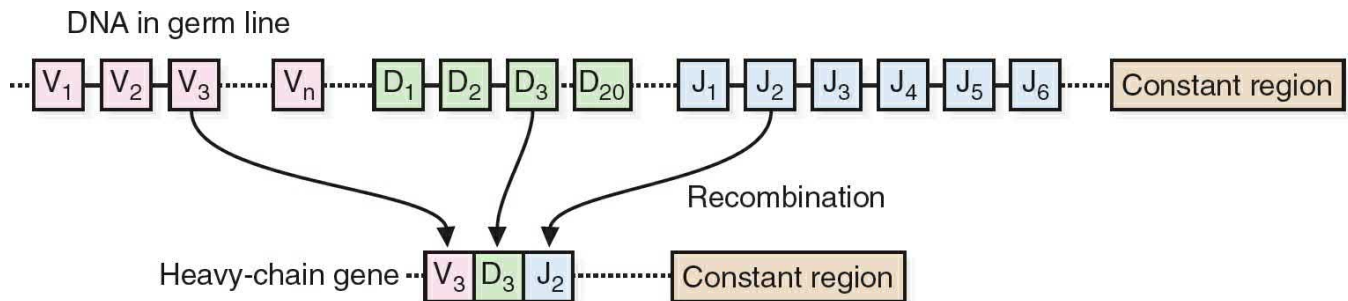 DNA in germ line
V₁ V₂ V₃ Vₙ D₁ D₂ D₃ D₂₀ J₁ J₂ J₃ J₄ J₅ J₆ Constant region
Recombination
Heavy-chain gene V₃ D₃ J₂ Constant region